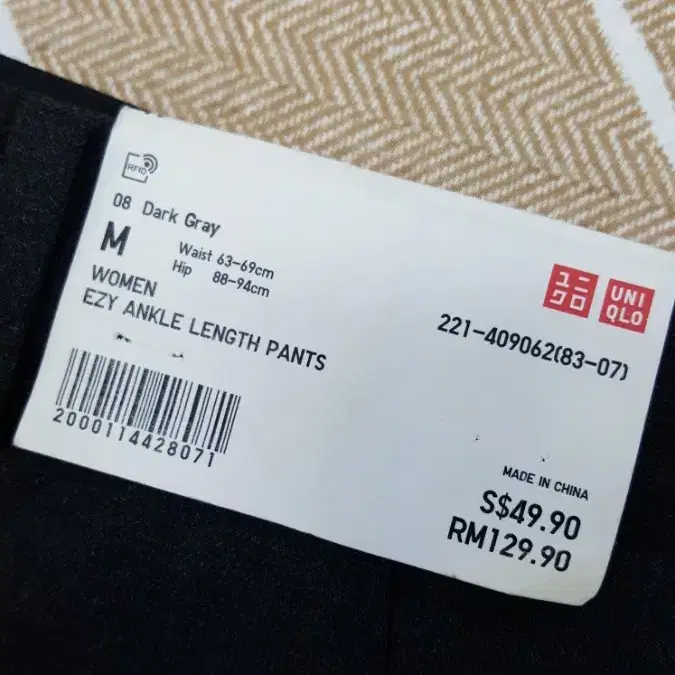 RFID
08 Dark Gray
M
Waist 63-69cm
Hip 88-94cm
WOMEN
EZY ANKLE LENGTH PANTS
2000114428071
ユニ
クロ
UNI
QLO
221-409062(83-07)
MADE IN CHINA
S$49.90
RM129.90